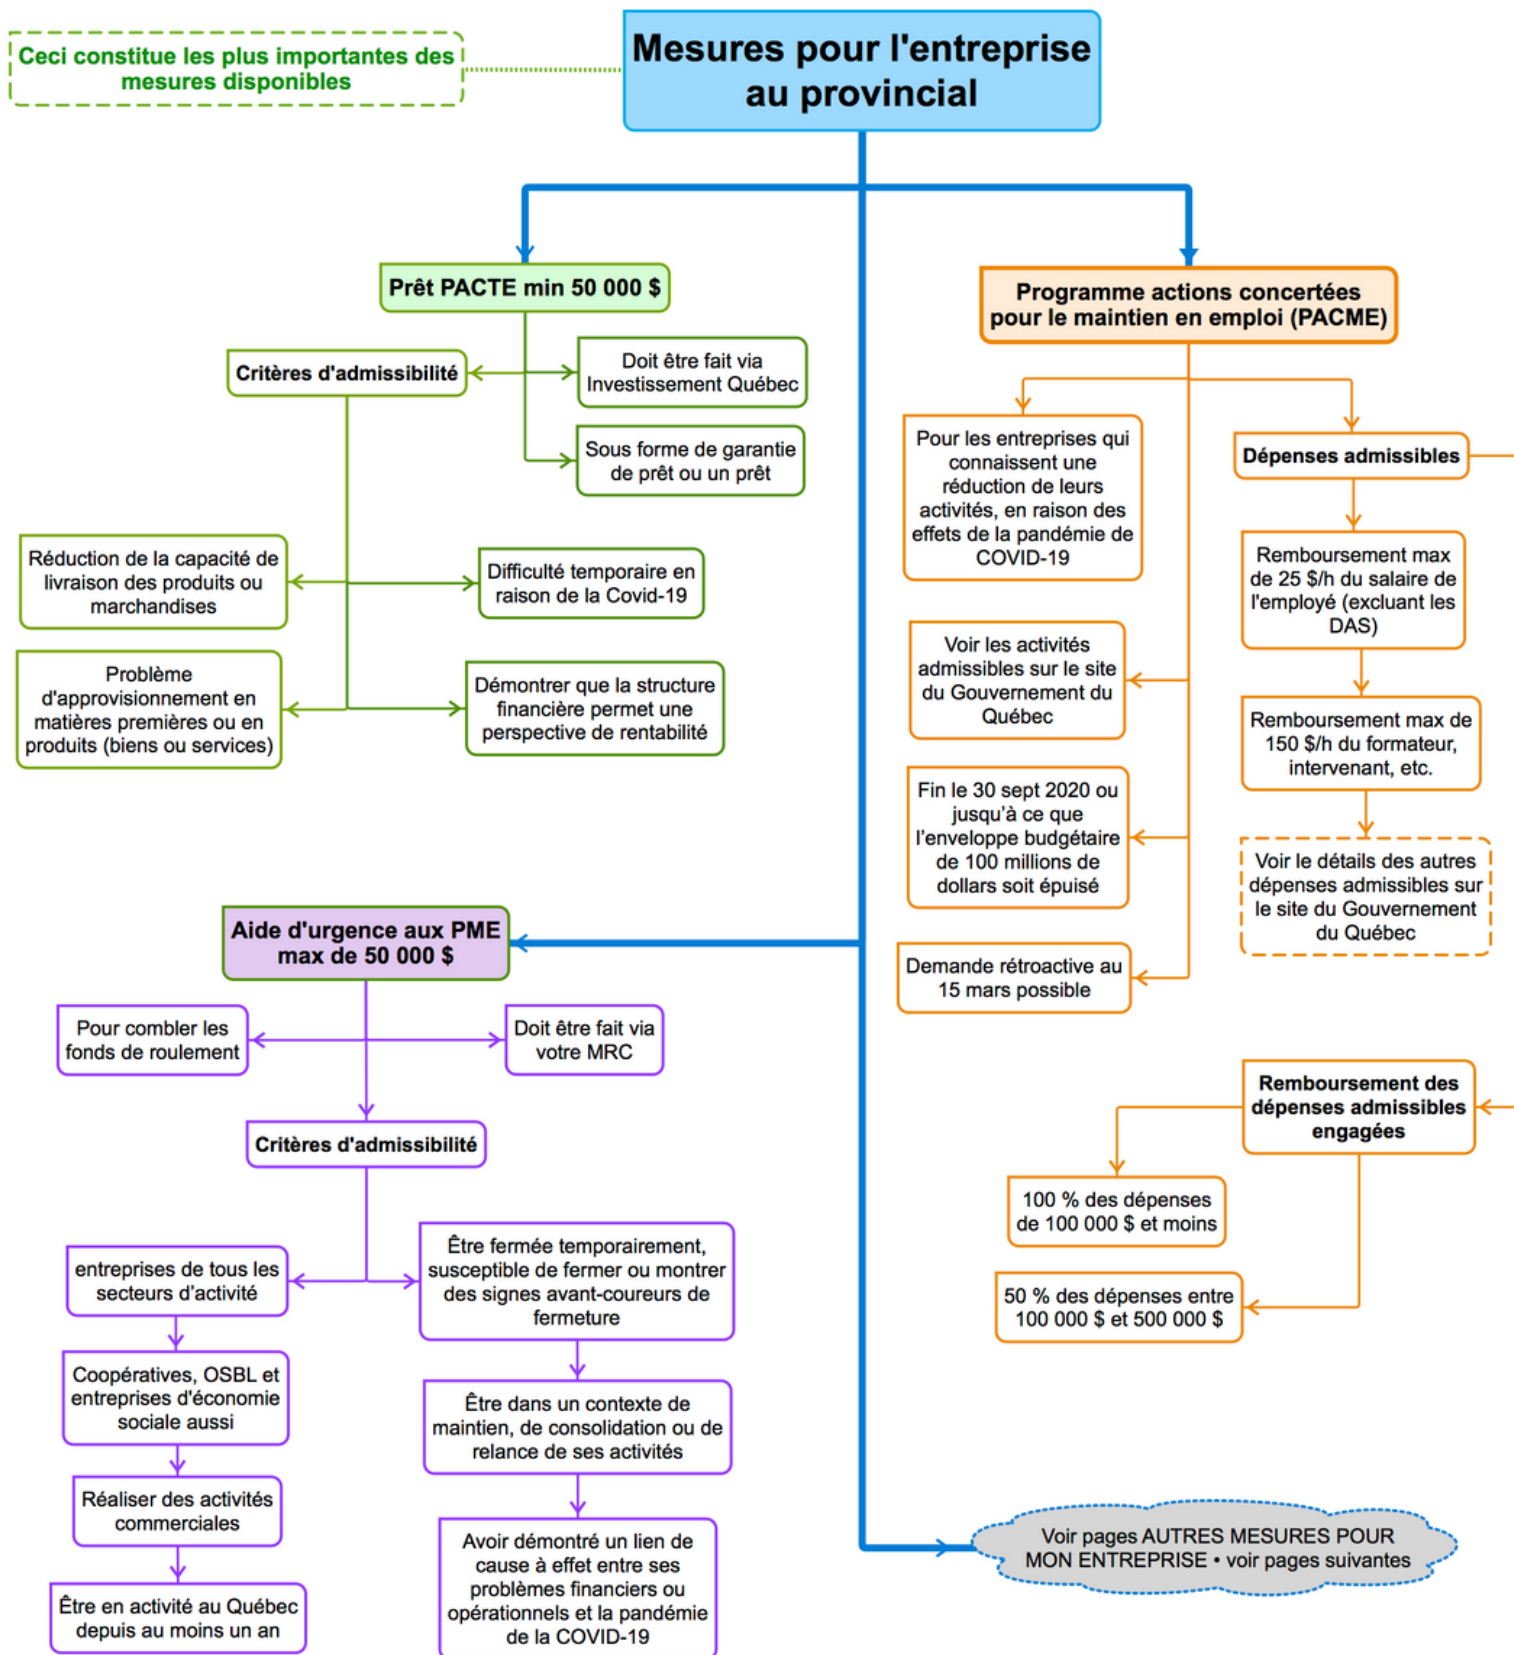 Ceci constitue les plus importantes des
mesures disponibles
Mesures pour l'entreprise
au provincial
Prêt PACTE min 50 000 $
Critères d'admissibilité
Doit être fait via
Investissement Québec
Sous forme de garantie
de prêt ou un prêt
Réduction de la capacité de
livraison des produits ou
marchandises
Difficulté temporaire en
raison de la Covid-19
Problème
d'approvisionnement en
matières premières ou en
produits (biens ou services)
Démontrer que la structure
financière permet une
perspective de rentabilité
Programme actions concertées
pour le maintien en emploi (PACME)
Pour les entreprises qui
connaissent une
réduction de leurs
activités, en raison des
effets de la pandémie de
COVID-19
Voir les activités
admissibles sur le site
du Gouvernement du
Québec
Fin le 30 sept 2020 ou
jusqu'à ce que
l'enveloppe budgétaire
de 100 millions de
dollars soit épuisé
Demande rétroactive au
15 mars possible
Dépenses admissibles
Remboursement max
de 25 $/h du salaire de
l'employé (excluant les
DAS)
Remboursement max de
150 $/h du formateur,
intervenant, etc.
Voir le détails des autres
dépenses admissibles sur
le site du Gouvernement
du Québec
Remboursement des
dépenses admissibles
engagées
100 % des dépenses
de 100 000 $ et moins
50 % des dépenses entre
100 000 $ et 500 000 $
Aide d'urgence aux PME
max de 50 000 $
Pour combler les
fonds de roulement
Doit être fait via
votre MRC
Critères d'admissibilité
entreprises de tous les
secteurs d'activité
Coopératives, OSBL et
entreprises d'économie
sociale aussi
Réaliser des activités
commerciales
Être en activité au Québec
depuis au moins un an
Être fermée temporairement,
susceptible de fermer ou montrer
des signes avant-coureurs de
fermeture
Être dans un contexte de
maintien, de consolidation ou de
relance de ses activités
Avoir démontré un lien de
cause à effet entre ses
problèmes financiers ou
opérationnels et la pandémie
de la COVID-19
Voir pages AUTRES MESURES POUR
MON ENTREPRISE • voir pages suivantes